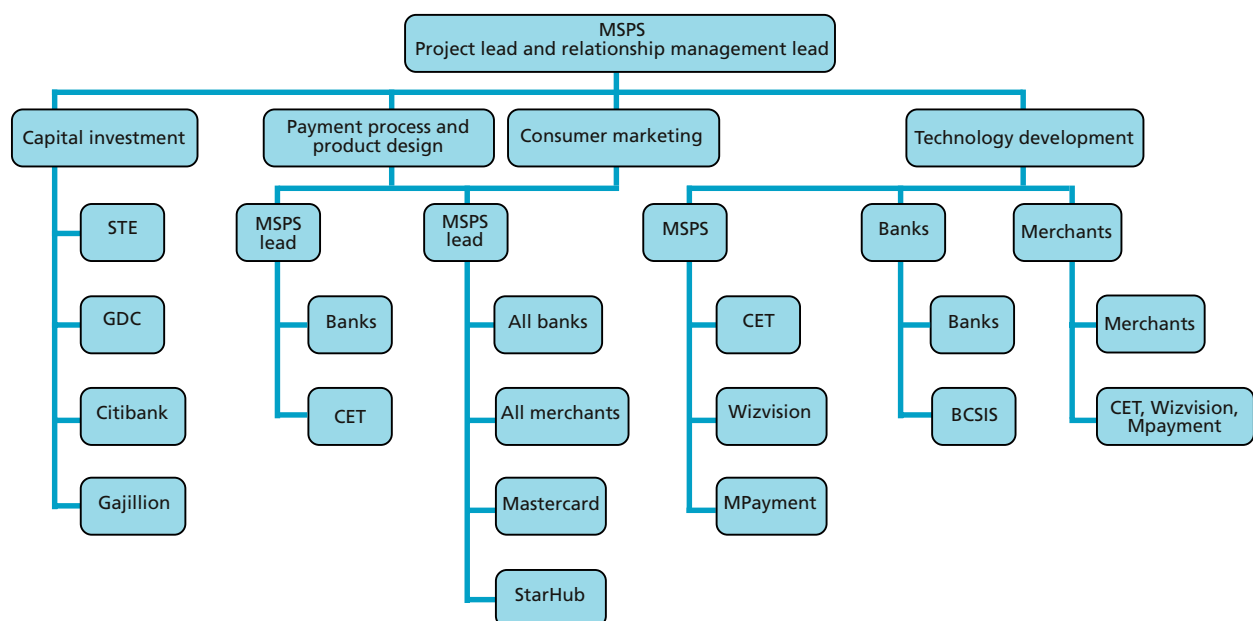 MSPS
Project lead and relationship management lead
Capital investment
Payment process and
product design
Consumer marketing
Technology development
STE
GDC
Citibank
Gajillion
MSPS
lead
Banks
CET
MSPS
lead
All banks
All merchants
Mastercard
StarHub
MSPS
CET
Wizvision
MPayment
Banks
Banks
BCSIS
Merchants
Merchants
CET, Wizvision,
Mpayment